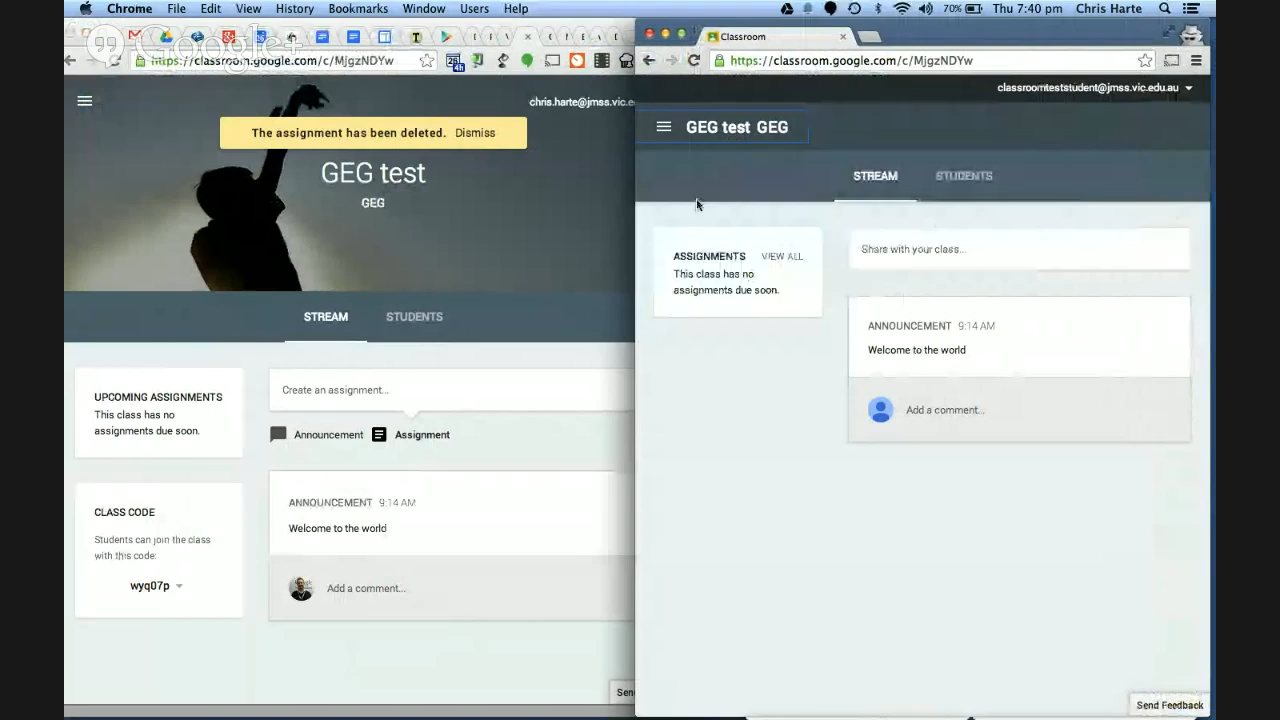 Chrome File Edit View History Bookmarks Window Users Help 70% Thu 7:40 pm Chris Harte
Google+
https://classroom.google.com/c/MjgzNDYw
chris.harte@jmss.vic.e
The assignment has been deleted. Dismiss
GEG test
GEG
STREAM STUDENTS
UPCOMING ASSIGNMENTS
This class has no
assignments due soon.
CLASS CODE
Students can join the class
with this code:
wyq07p
Create an assignment...
Announcement Assignment
ANNOUNCEMENT 9:14 AM
Welcome to the world
Add a comment...
Sen
Classroom
https://classroom.google.com/c/MjgzNDYw
classroomteststudent@jmss.vic.edu.au
GEG test GEG
STREAM STUDENTS
ASSIGNMENTS VIEW ALL
This class has no
assignments due soon.
Share with your class...
ANNOUNCEMENT 9:14 AM
Welcome to the world
Add a comment...
Send Feedback